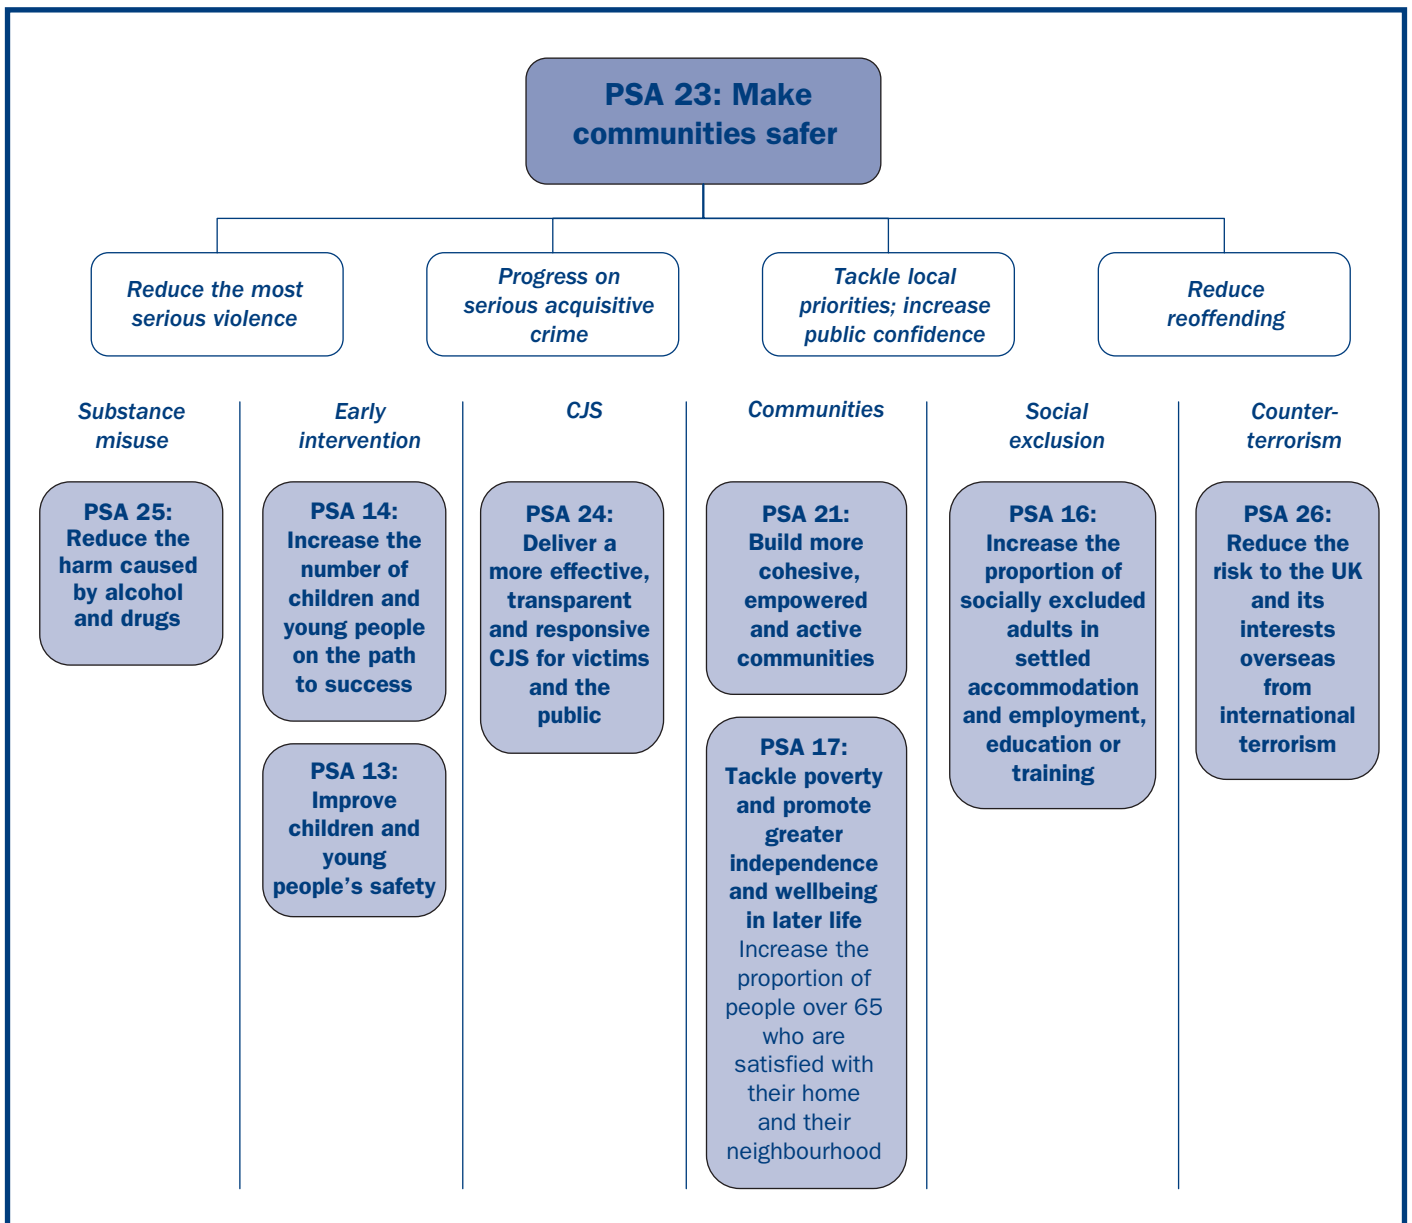 PSA 23: Make
communities safer
Reduce the most
serious violence
Progress on
serious acquisitive
crime
Tackle local
priorities; increase
public confidence
Reduce
reoffending
Substance
misuse
Early
intervention
CJS
Communities
Social
exclusion
Counter-
terrorism
PSA 25:
Reduce the
harm caused
by alcohol
and drugs
PSA 14:
Increase the
number of
children and
young people
on the path
to success
PSA 13:
Improve
children and
young
people’s safety
PSA 24:
Deliver a
more effective,
transparent
and responsive
CJS for victims
and the
public
PSA 21:
Build more
cohesive,
empowered
and active
communities
PSA 17:
Tackle poverty
and promote
greater
independence
and wellbeing
in later life
Increase the
proportion of
people over 65
who are
satisfied with
their home
and their
neighbourhood
PSA 16:
Increase the
proportion of
socially excluded
adults in
settled
accommodation
and employment,
education or
training
PSA 26:
Reduce the
risk to the UK
and its
interests
overseas
from
international
terrorism